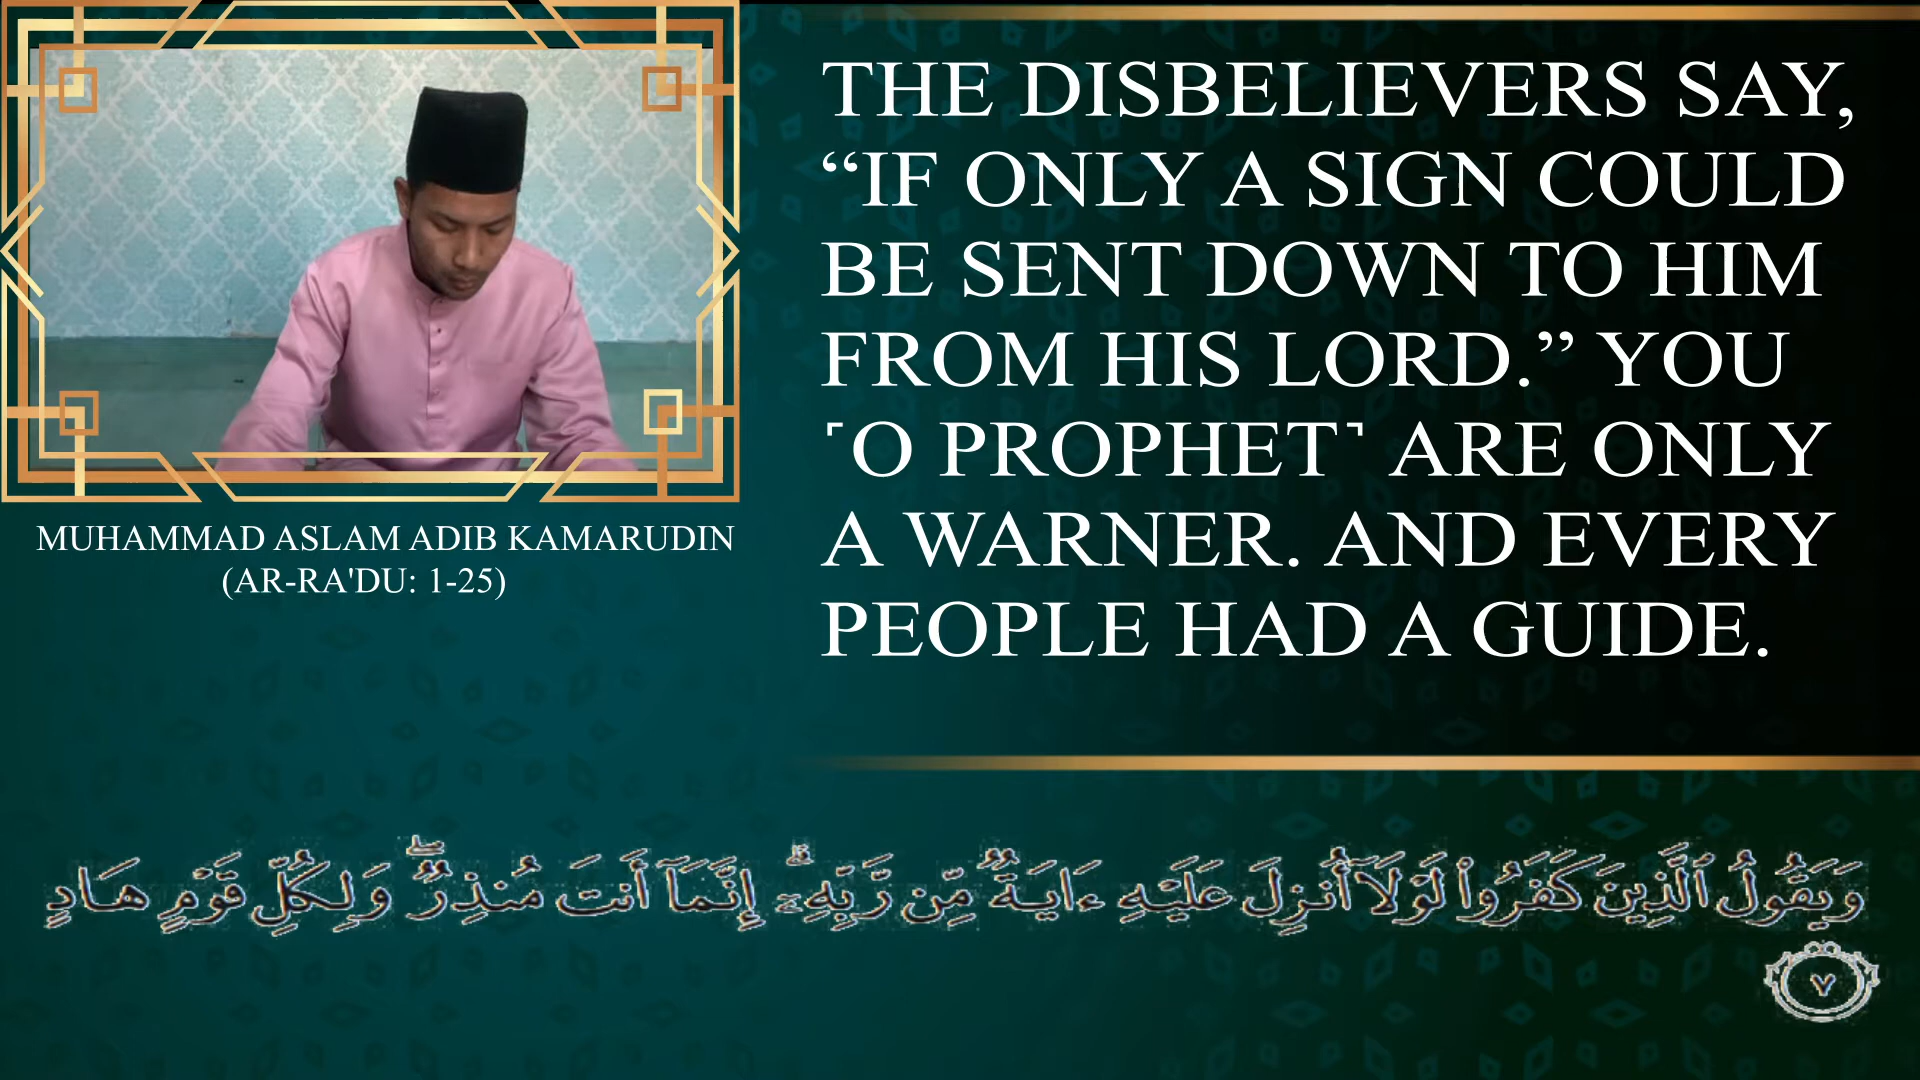 THE DISBELIEVERS SAY,
“IF ONLY A SIGN COULD
BE SENT DOWN TO HIM
FROM HIS LORD.” YOU
˹O PROPHET˺ ARE ONLY
A WARNER. AND EVERY
PEOPLE HAD A GUIDE.
MUHAMMAD ASLAM ADIB KAMARUDIN
(AR-RA'DU: 1-25)
وَيَقُولُ ٱلَّذِينَ كَفَرُوا۟ لَوْلَآ أُنزِلَ عَلَيْهِ ءَايَةٌ مِّن رَّبِّهِۦٓ ۗ إِنَّمَآ أَنتَ مُنذِرٌ ۖ وَلِكُلِّ قَوْمٍ هَادٍ
٧